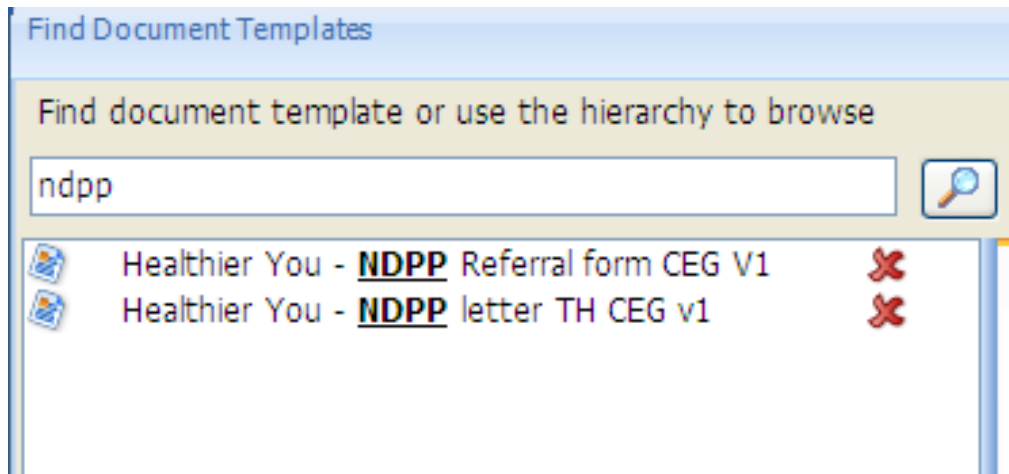 Find Document Templates
Find document template or use the hierarchy to browse
ndpp
Healthier You - NDPP Referral form CEG V1
Healthier You - NDPP letter TH CEG v1